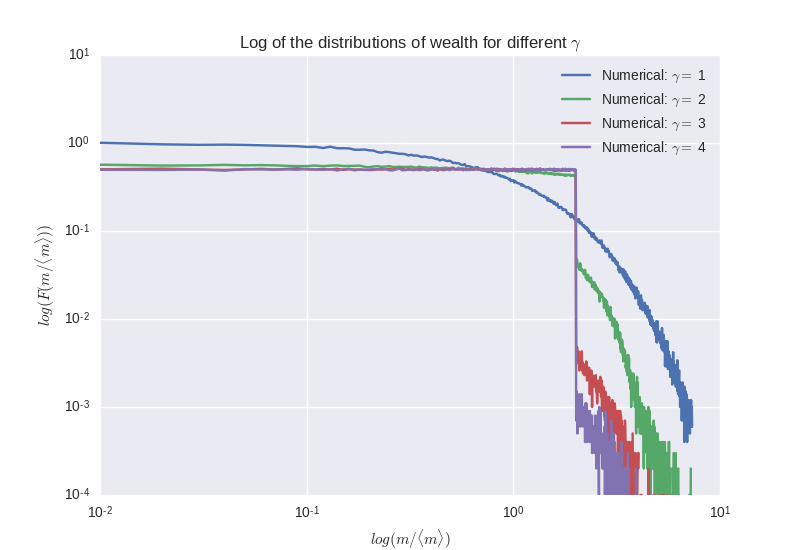 Log of the distributions of wealth for different γ
10¹
Numerical: γ= 1
Numerical: γ= 2
Numerical: γ= 3
Numerical: γ= 4
10⁰
10⁻¹
10⁻²
10⁻³
10⁻⁴
log(F(m/⟨m⟩))
10⁻²
10⁻¹
10⁰
10¹
log(m/⟨m⟩)